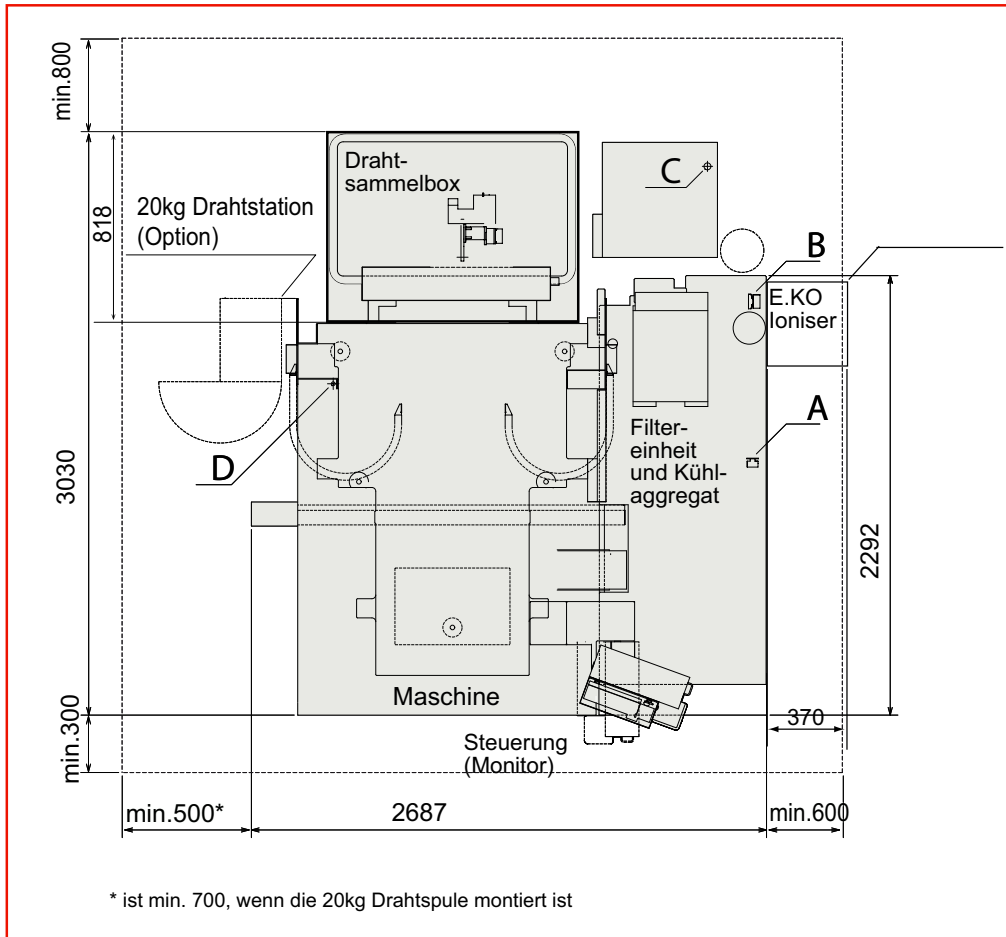 min.800
Draht-
sammelbox
C
818
20kg Drahtstation
(Option)
B
E.KO
Ioniser
A
D
Filter-
einheit
und Kühl-
aggregat
3030
2292
Maschine
370
min.300
Steuerung
(Monitor)
min.500*
2687
min.600
* ist min. 700, wenn die 20kg Drahtspule montiert ist